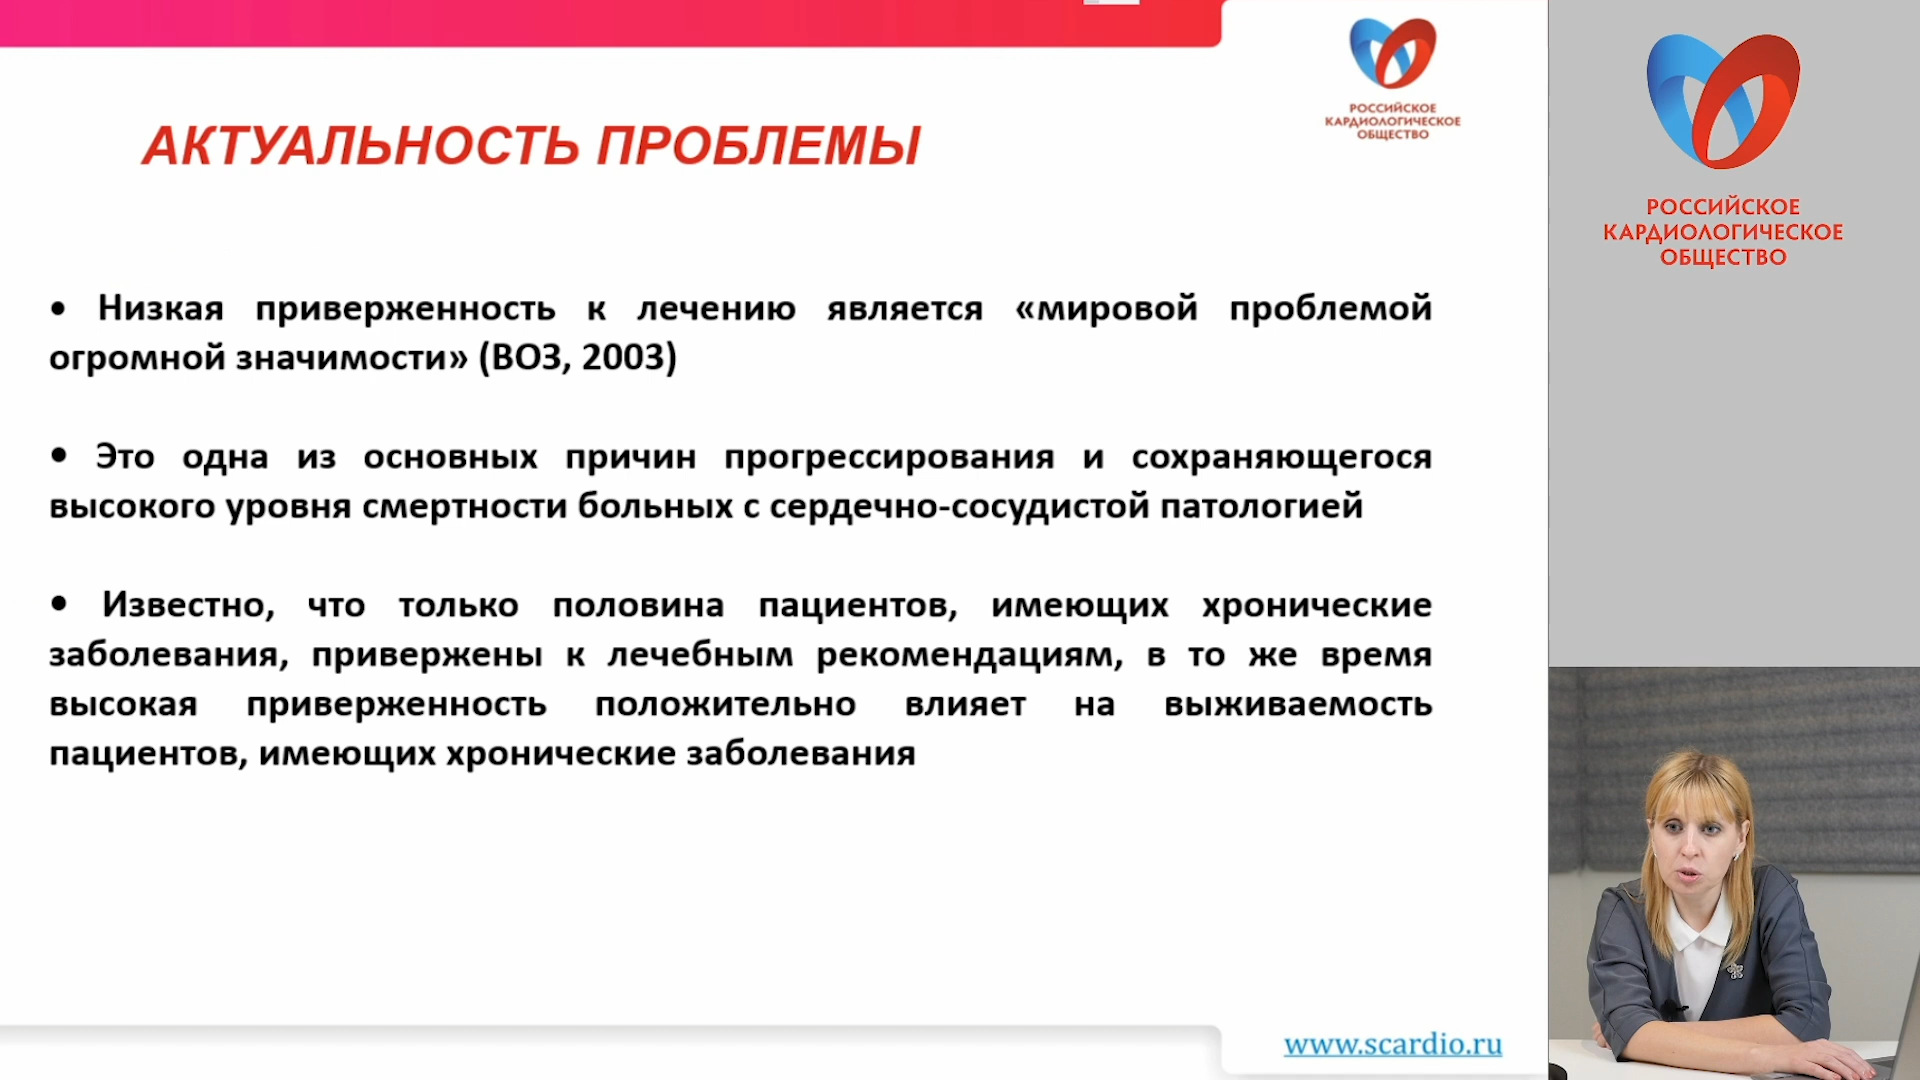 РОССИЙСКОЕ
КАРДИОЛОГИЧЕСКОЕ
ОБЩЕСТВО
АКТУАЛЬНОСТЬ ПРОБЛЕМЫ
• Низкая приверженность к лечению является «мировой проблемой
огромной значимости» (ВОЗ, 2003)
• Это одна из основных причин прогрессирования и сохраняющегося
высокого уровня смертности больных с сердечно-сосудистой патологией
• Известно, что только половина пациентов, имеющих хронические
заболевания, привержены к лечебным рекомендациям, в то же время
высокая приверженность положительно влияет на выживаемость
пациентов, имеющих хронические заболевания
www.scardio.ru
РОССИЙСКОЕ
КАРДИОЛОГИЧЕСКОЕ
ОБЩЕСТВО